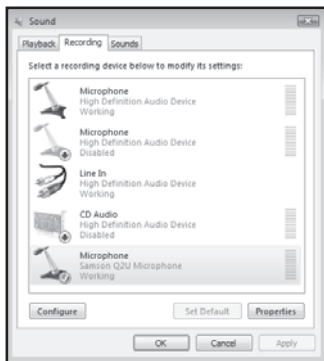 Sound
Playback Recording Sounds
Select a recording device below to modify its settings:
Microphone
High Definition Audio Device
Working
Microphone
High Definition Audio Device
Disabled
Line In
High Definition Audio Device
Working
CD Audio
High Definition Audio Device
Disabled
Microphone
Samson Q2U Microphone
Working
Configure Set Default Properties
OK Cancel Apply